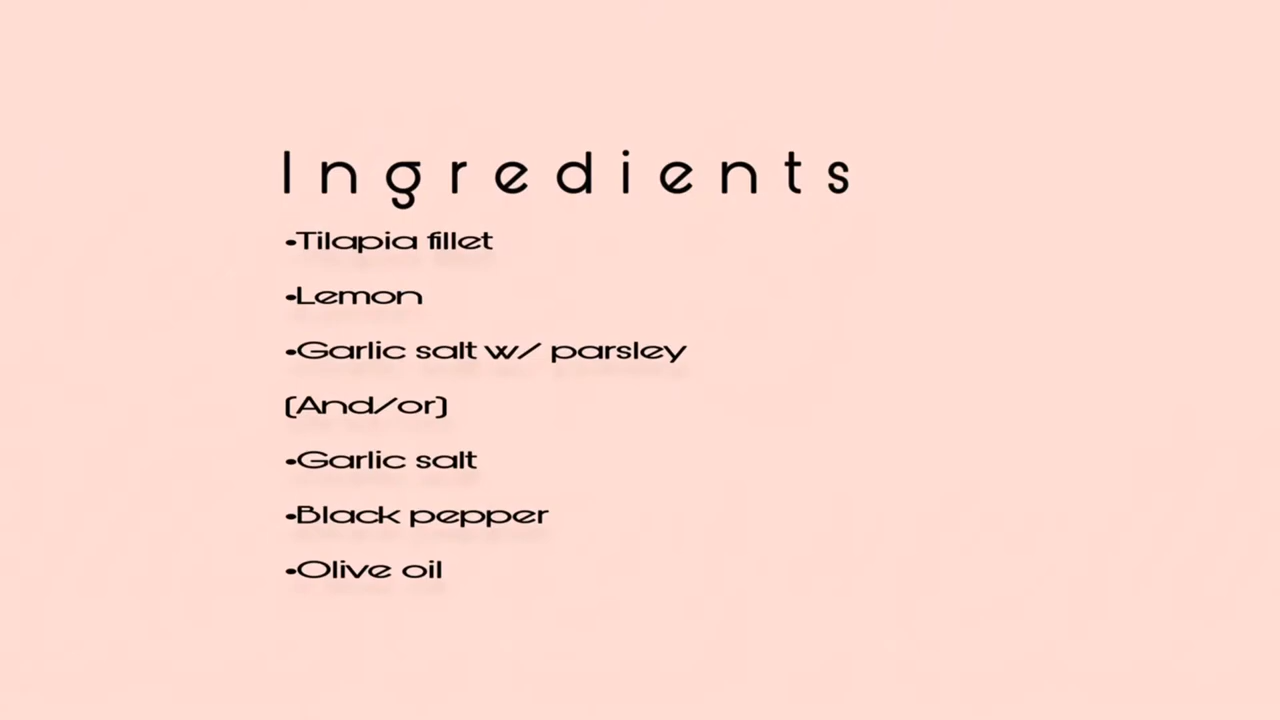 Ingredients
•Tilapia fillet
•Lemon
•Garlic salt w/ parsley
(And/or)
•Garlic salt
•Black pepper
•Olive oil